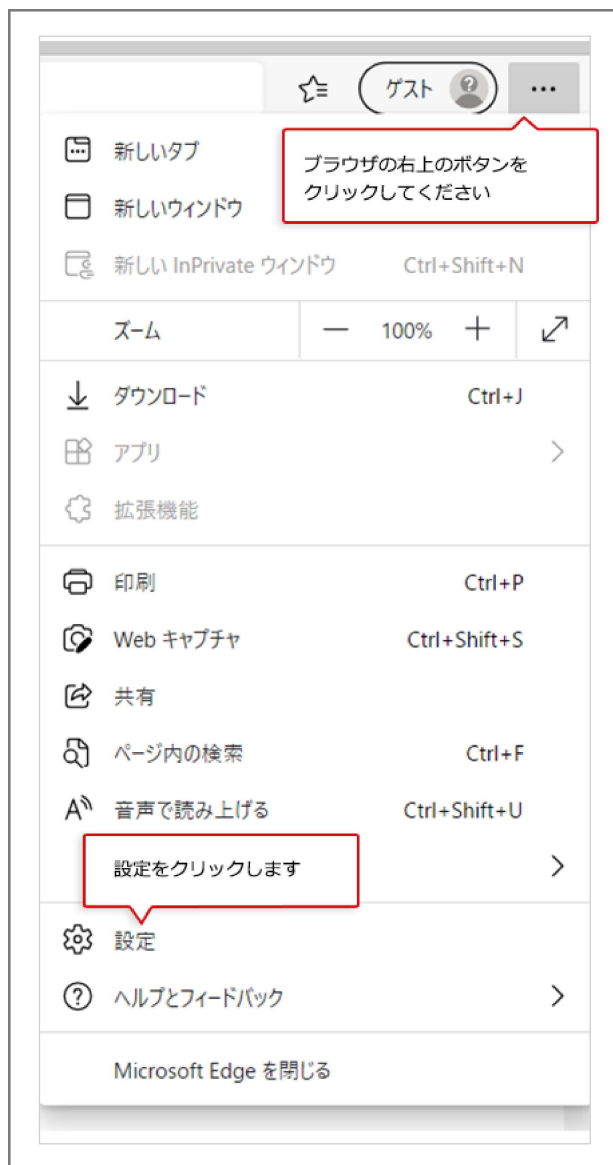 ゲスト
新しいタブ
ブラウザの右上のボタンを
クリックしてください
新しいウィンドウ
新しい InPrivate ウィンドウ Ctrl+Shift+N
ズーム 100%
ダウンロード Ctrl+J
アプリ
拡張機能
印刷 Ctrl+P
Web キャプチャ Ctrl+Shift+S
共有
ページ内の検索 Ctrl+F
音声で読み上げる Ctrl+Shift+U
設定をクリックします
設定
ヘルプとフィードバック
Microsoft Edge を閉じる